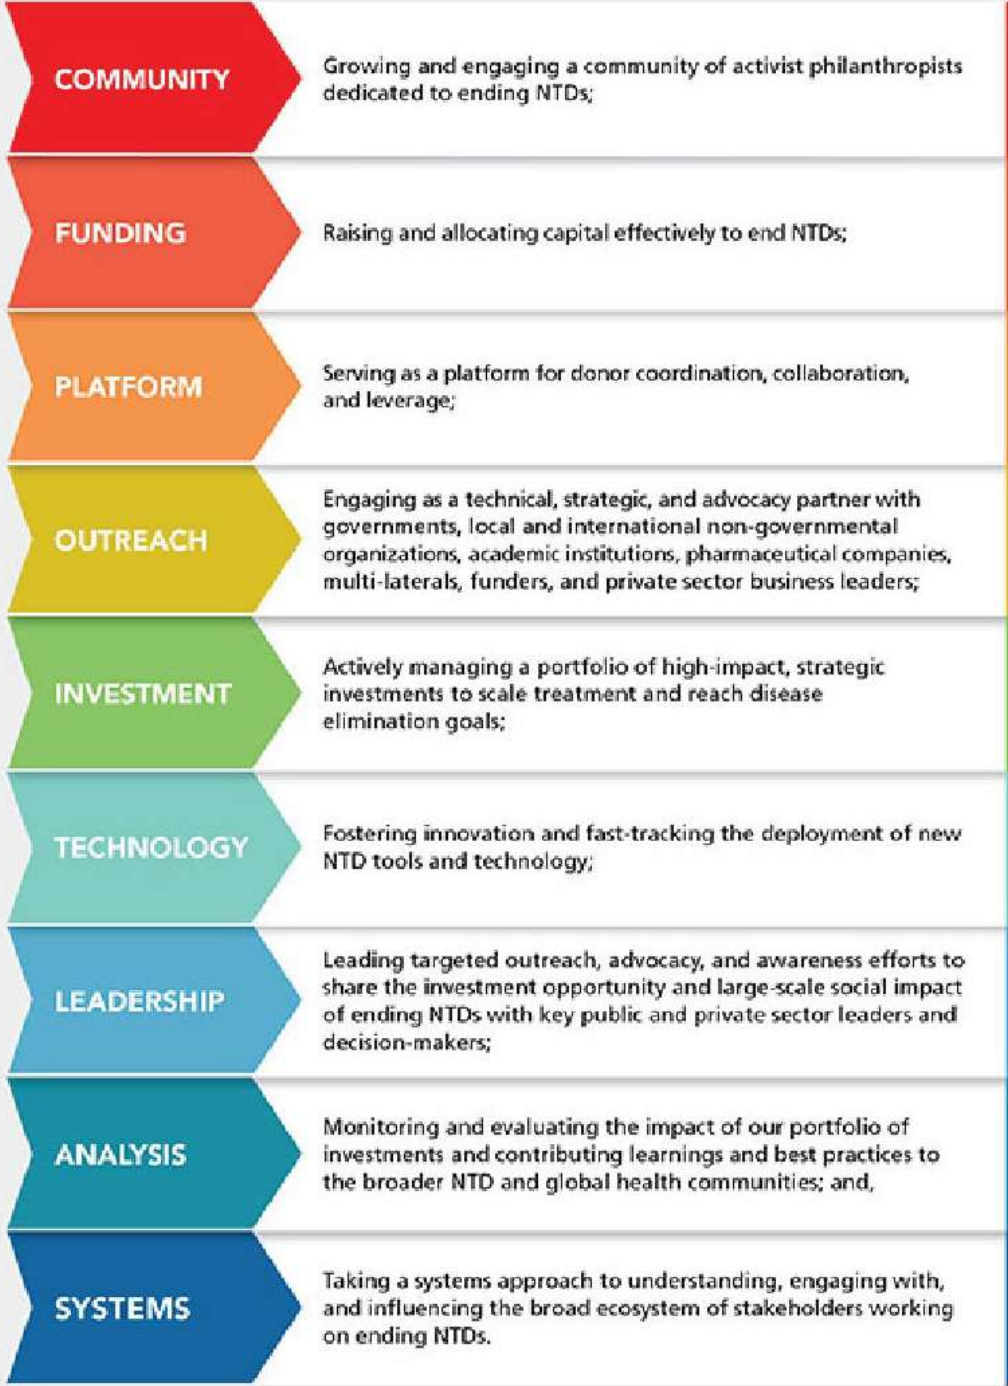 COMMUNITY
Growing and engaging a community of activist philanthropists
dedicated to ending NTDs;
FUNDING
Raising and allocating capital effectively to end NTDs;
PLATFORM
Serving as a platform for donor coordination, collaboration,
and leverage;
OUTREACH
Engaging as a technical, strategic, and advocacy partner with
governments, local and international non-governmental
organizations, academic institutions, pharmaceutical companies,
multi-laterals, funders, and private sector business leaders;
INVESTMENT
Actively managing a portfolio of high-impact, strategic
investments to scale treatment and reach disease
elimination goals;
TECHNOLOGY
Fostering innovation and fast-tracking the deployment of new
NTD tools and technology;
LEADERSHIP
Leading targeted outreach, advocacy, and awareness efforts to
share the investment opportunity and large-scale social impact
of ending NTDs with key public and private sector leaders and
decision-makers;
ANALYSIS
Monitoring and evaluating the impact of our portfolio of
investments and contributing learnings and best practices to
the broader NTD and global health communities; and,
SYSTEMS
Taking a systems approach to understanding, engaging with,
and influencing the broad ecosystem of stakeholders working
on ending NTDs.